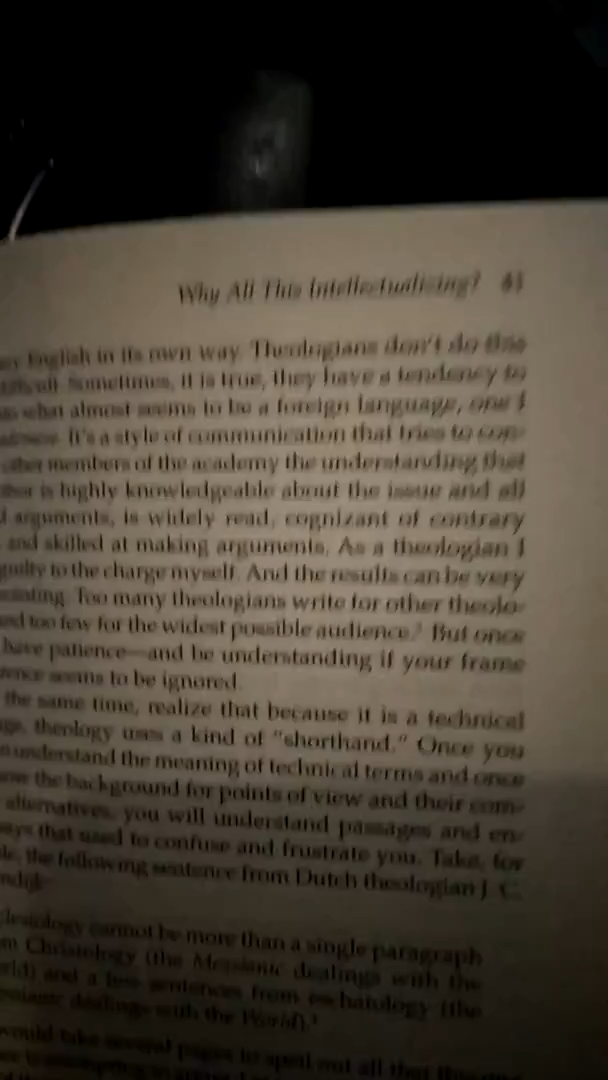 Why All This Intellectualizing? 61
English in its own way. Theologians don't do this
Sometimes, it is true, they have a tendency to
what almost seems to be a foreign language, one I
It's a style of communication that tries to con-
other members of the academy the understanding that
is highly knowledgeable about the issue and all
arguments, is widely read, cognizant of contrary
and skilled at making arguments. As a theologian I
guilty to the charge myself. And the results can be very
Too many theologians write for other theolo-
and too few for the widest possible audience. But once
have patience—and be understanding if your frame
seems to be ignored.
the same time, realize that because it is a technical
theology uses a kind of "shorthand." Once you
understand the meaning of technical terms and once
the background for points of view and their com-
alternatives, you will understand passages and en-
ways that used to confuse and frustrate you. Take, for
the following sentence from Dutch theologian J. C.
cannot be more than a single paragraph
Christology (the Messianic dealings with the
and a few sentences from eschatology (the
dealings with the World).
would take several pages to spell out all that this